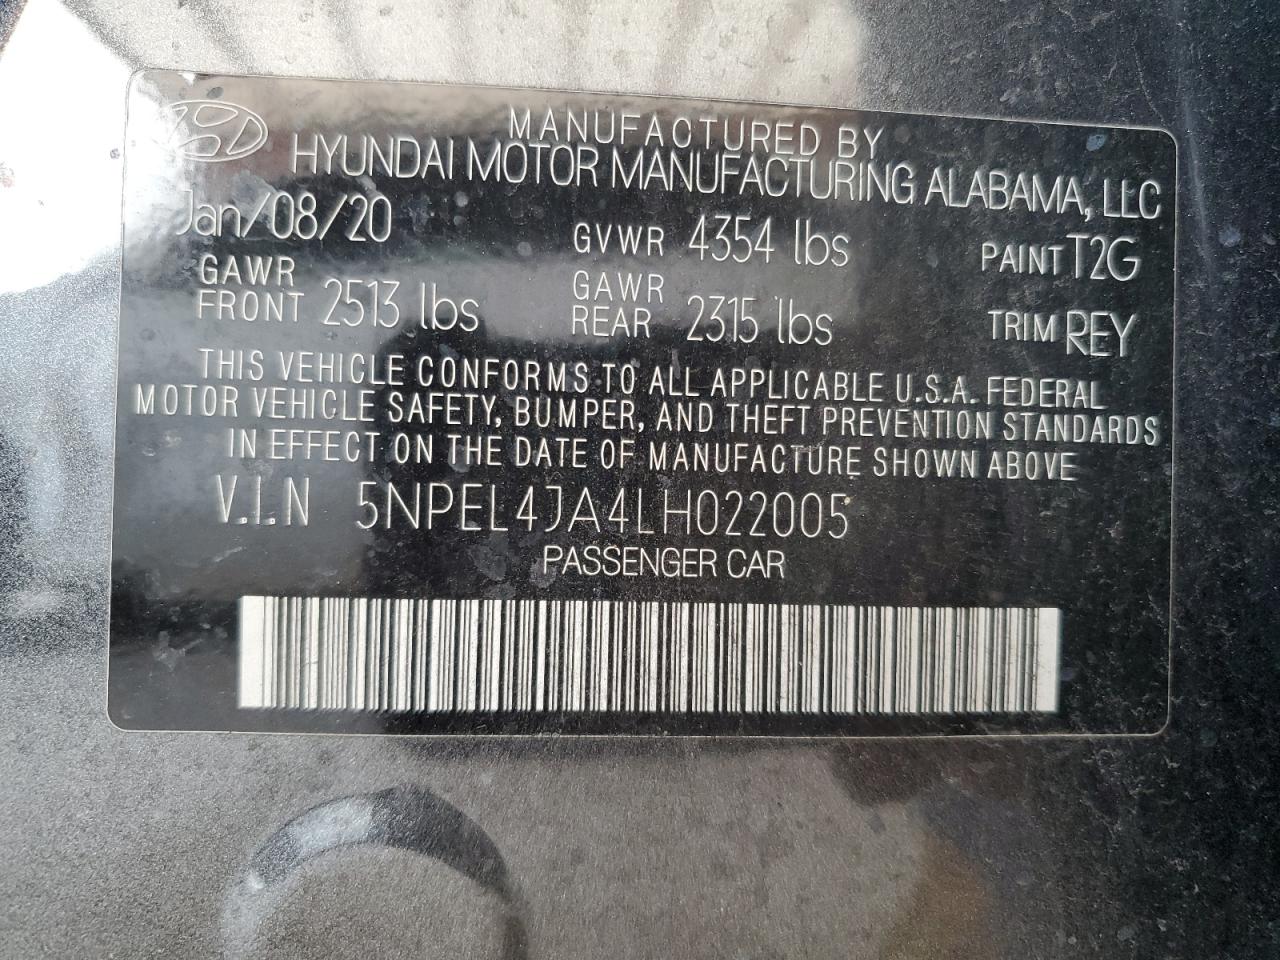 MANUFACTURED BY
HYUNDAI MOTOR MANUFACTURING ALABAMA, LLC
Jan/08/20 GVWR 4354 lbs PAINT T2G
GAWR FRONT 2513 lbs GAWR REAR 2315 lbs TRIM REY
THIS VEHICLE CONFORMS TO ALL APPLICABLE U.S.A. FEDERAL
MOTOR VEHICLE SAFETY, BUMPER, AND THEFT PREVENTION STANDARDS
IN EFFECT ON THE DATE OF MANUFACTURE SHOWN ABOVE
V.I.N 5NPEL4JA4LH022005
PASSENGER CAR